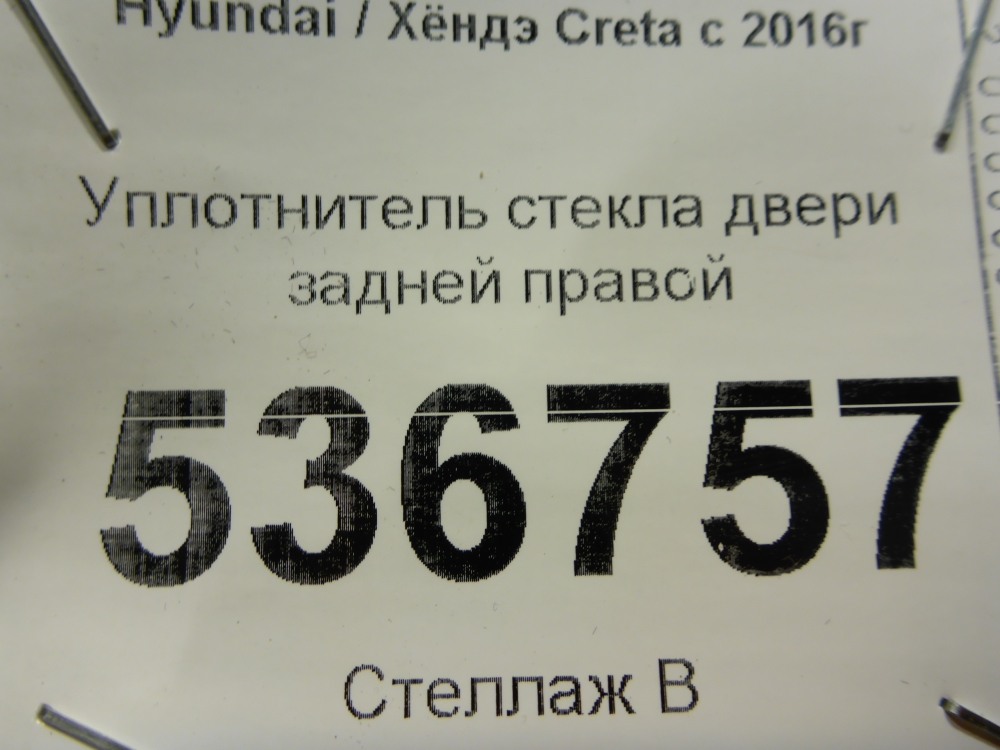 Hyundai / Хёндэ Creta с 2016г
Уплотнитель стекла двери
задней правой
536757
Стеллаж В